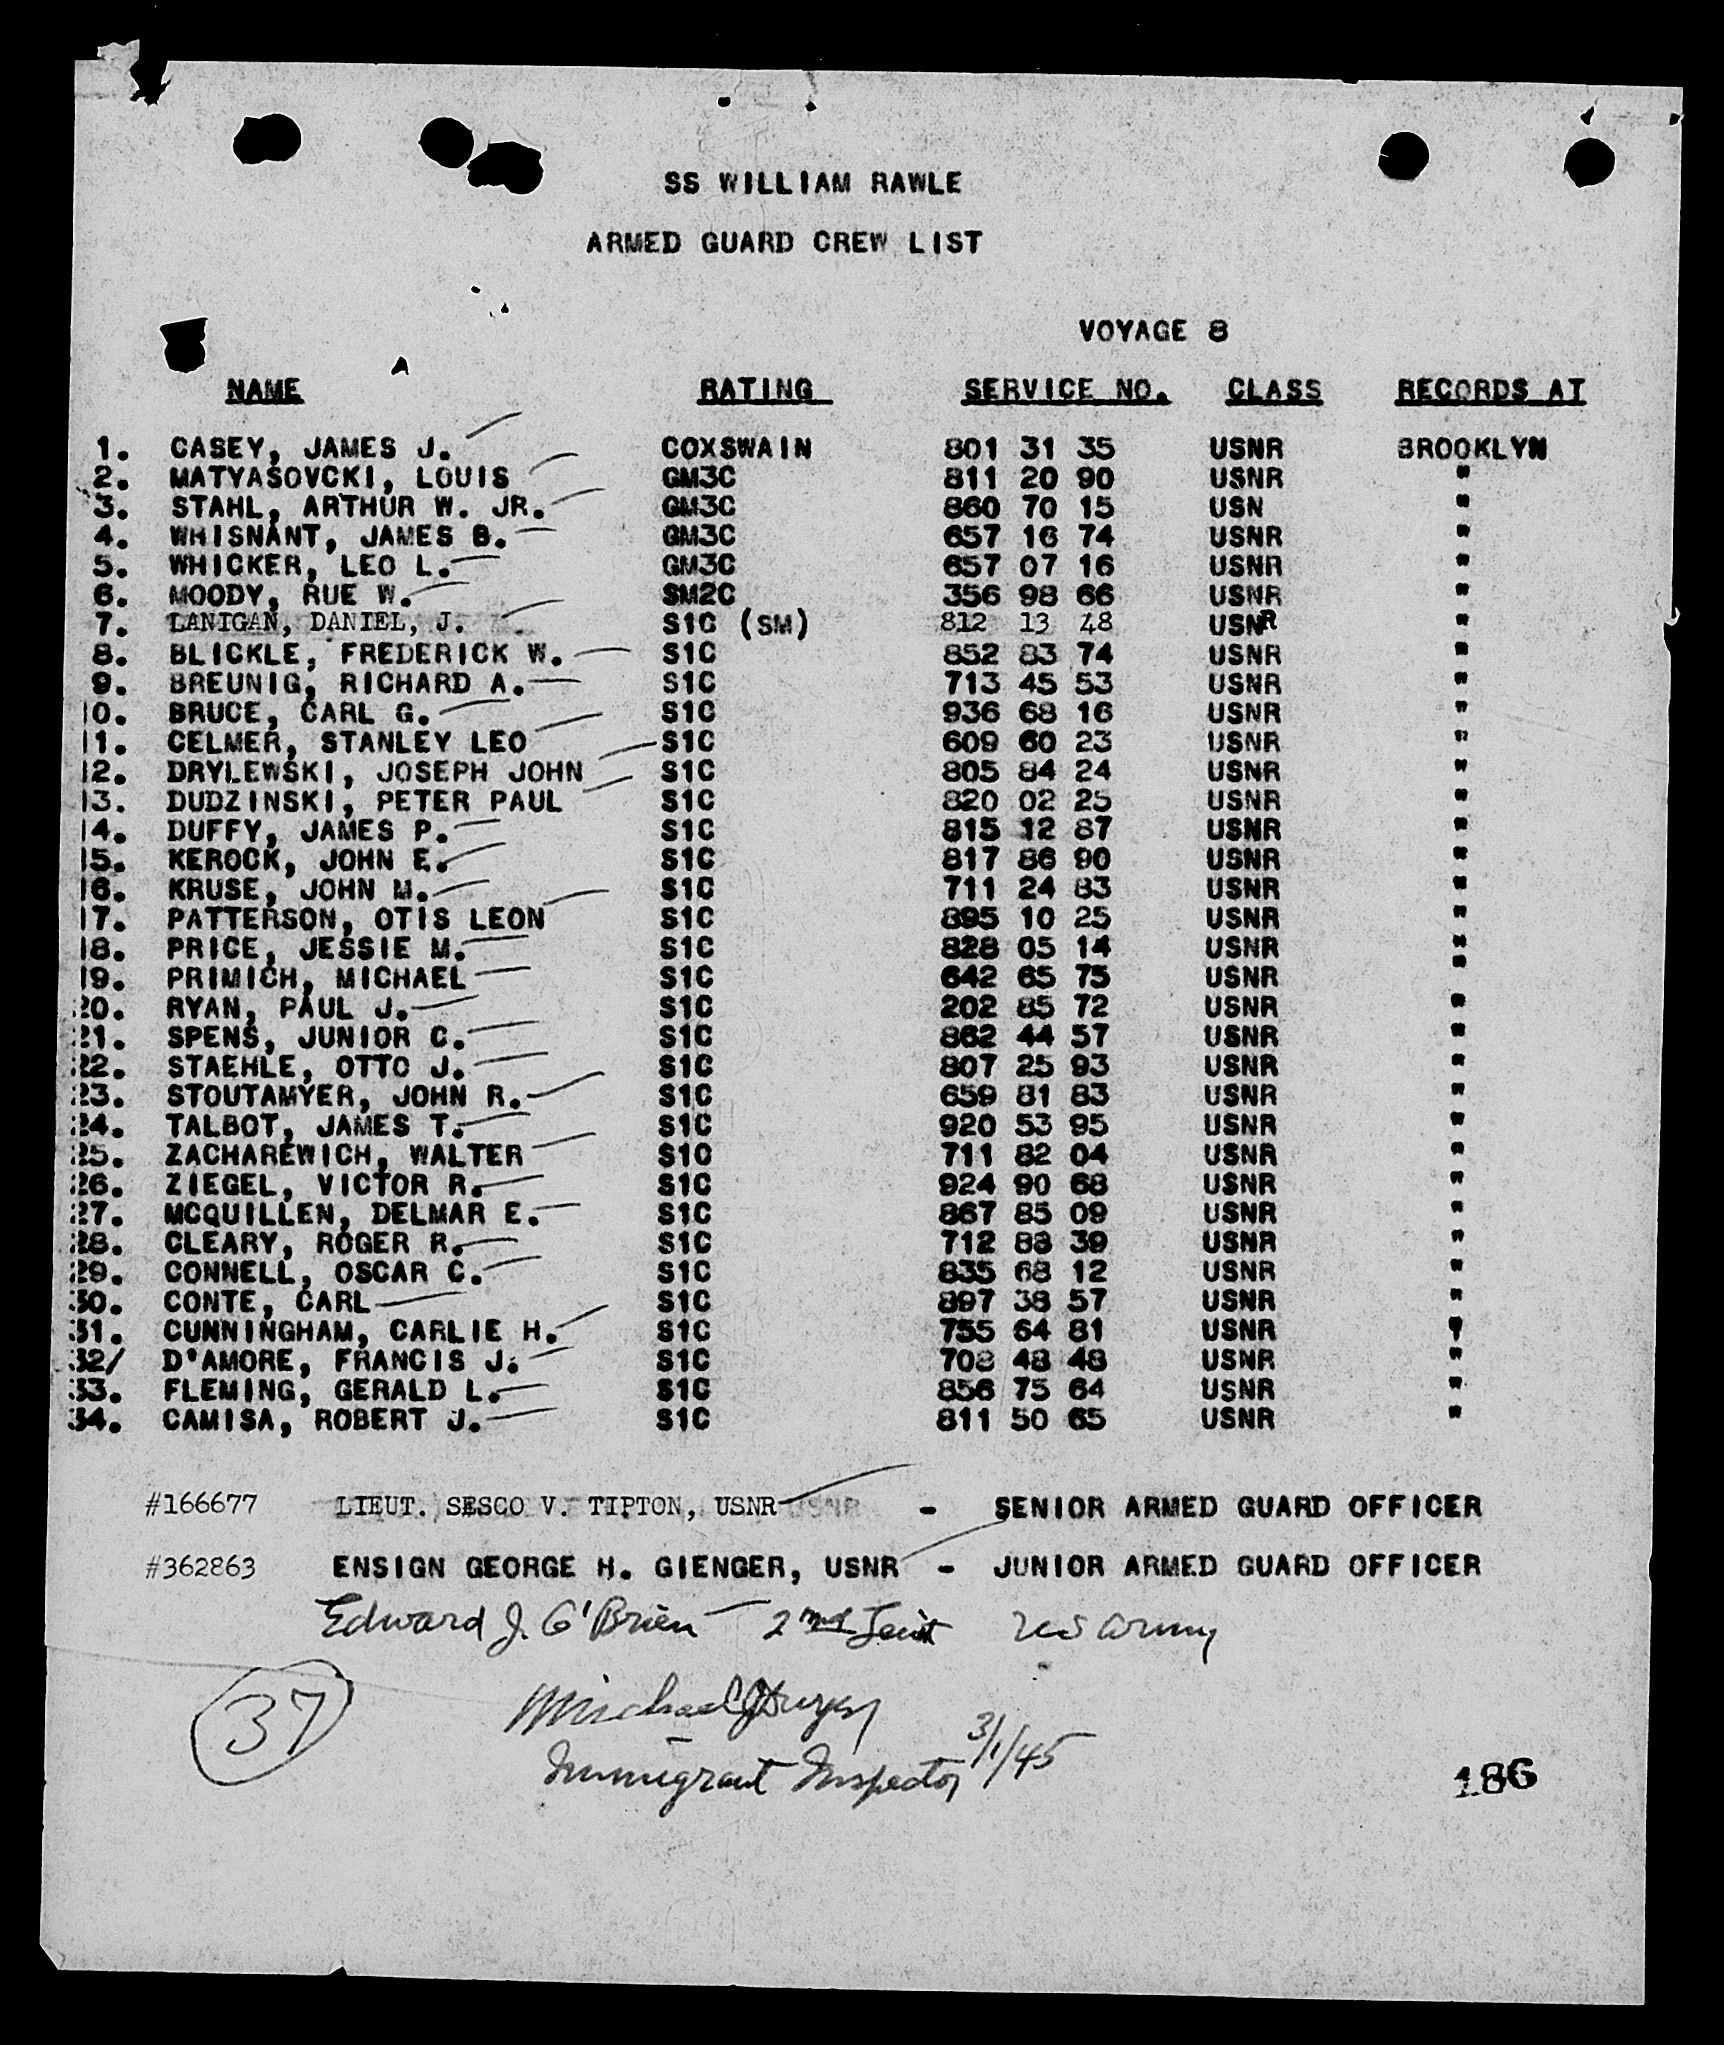 SS WILLIAM RAWLE
ARMED GUARD CREW LIST
VOYAGE 8
NAME RATING SERVICE NO. CLASS RECORDS AT
1. CASEY, JAMES J. COXSWAIN 801 31 35 USNR BROOKLYN
2. MATYASOVCKI, LOUIS GM3C 811 20 90 USNR "
3. STAHL, ARTHUR W. JR. GM3C 860 70 15 USN "
4. WHISNANT, JAMES B. GM3C 657 16 74 USNR "
5. WHICKER, LEO L. GM3C 657 07 16 USNR "
6. MOODY, RUE W. SM2C 356 98 66 USNR "
7. LANIGAN, DANIEL, J. S1C (SM) 812 13 48 USNR "
8. BLICKLE, FREDERICK W. S1C 852 83 74 USNR "
9. BREUNIG, RICHARD A. S1C 713 45 53 USNR "
10. BRUCE, CARL G. S1C 936 68 16 USNR "
11. CELMER, STANLEY LEO S1C 609 60 23 USNR "
12. DRYLEWSKI, JOSEPH JOHN S1C 805 84 24 USNR "
13. DUDZINSKI, PETER PAUL S1C 820 02 25 USNR "
14. DUFFY, JAMES P. S1C 815 12 87 USNR "
15. KEROCK, JOHN E. S1C 817 86 90 USNR "
16. KRUSE, JOHN M. S1C 711 24 83 USNR "
17. PATTERSON, OTIS LEON S1C 895 10 25 USNR "
18. PRICE, JESSIE M. S1C 828 05 14 USNR "
19. PRIMICH, MICHAEL S1C 642 65 75 USNR "
20. RYAN, PAUL J. S1C 202 85 72 USNR "
21. SPENS, JUNIOR C. S1C 862 44 57 USNR "
22. STAEHLE, OTTO J. S1C 807 25 93 USNR "
23. STOUTAMYER, JOHN R. S1C 659 81 83 USNR "
24. TALBOT, JAMES T. S1C 920 53 95 USNR "
25. ZACHAREWICH, WALTER S1C 711 82 04 USNR "
26. ZIEGEL, VICTOR R. S1C 924 90 68 USNR "
27. MCQUILLEN, DELMAR E. S1C 867 85 09 USNR "
28. CLEARY, ROGER R. S1C 712 88 39 USNR "
29. CONNELL, OSCAR C. S1C 835 68 12 USNR "
30. CONTE, CARL S1C 897 38 57 USNR "
31. CUNNINGHAM, CARLIE H. S1C 755 64 81 USNR "
32/ D'AMORE, FRANCIS J. S1C 708 48 48 USNR "
33. FLEMING, GERALD L. S1C 856 75 64 USNR "
34. CAMISA, ROBERT J. S1C 811 50 65 USNR "
#166677 LIEUT. SESCO V. TIPTON, USNR - SENIOR ARMED GUARD OFFICER
#362863 ENSIGN GEORGE H. GIENGER, USNR - JUNIOR ARMED GUARD OFFICER
Edward J. O'Brien 2nd Leiut US Army
37 Michael
Immigrant Inspector 3/1/45
186